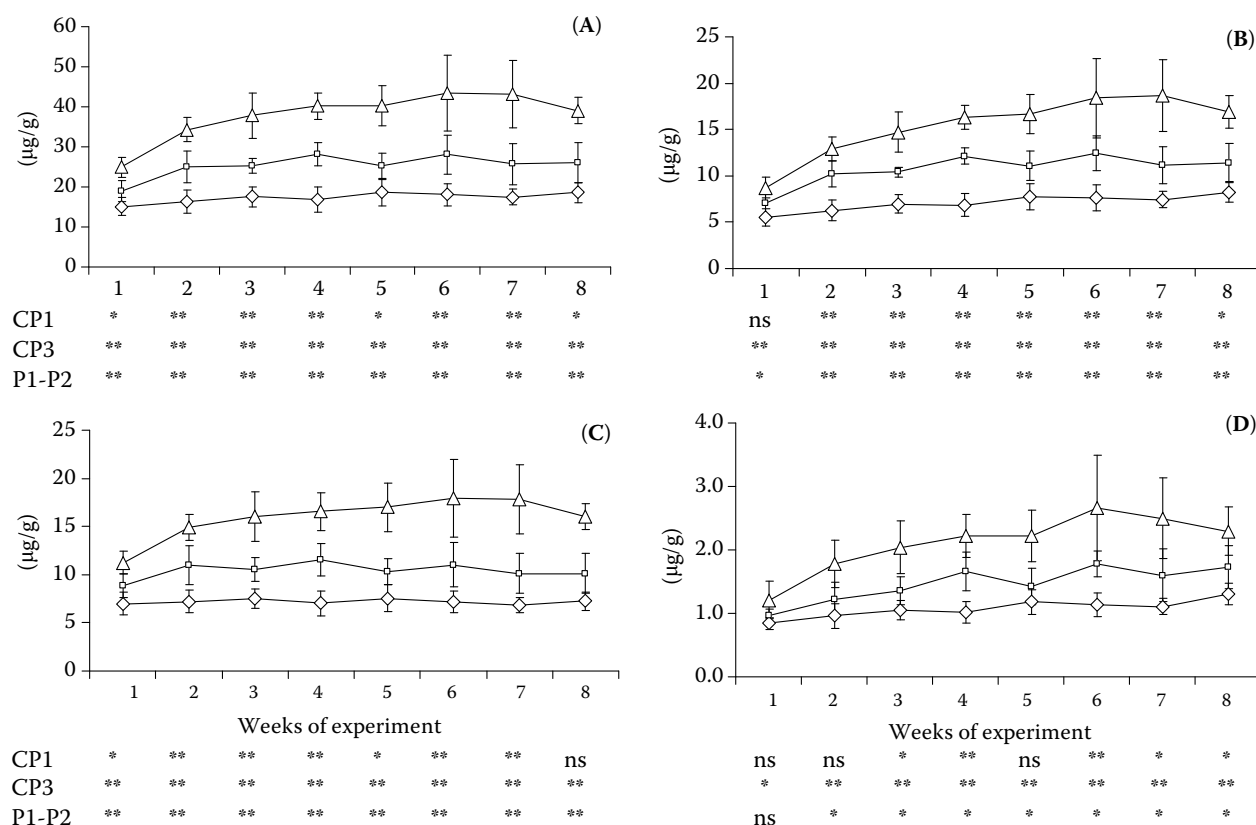 (A)
60
50
40
30
20
10
0
(µg/g)
1 2 3 4 5 6 7 8
CP1 * ** ** ** * ** ** *
CP3 ** ** ** ** ** ** ** **
P1-P2 ** ** ** ** ** ** ** **
(B)
25
20
15
10
5
0
(µg/g)
1 2 3 4 5 6 7 8
ns ** ** ** ** ** ** *
** ** ** ** ** ** ** **
* ** ** ** ** ** ** **
(C)
25
20
15
10
5
0
(µg/g)
1 2 3 4 5 6 7 8
Weeks of experiment
CP1 * ** ** ** * ** ** ns
CP3 ** ** ** ** ** ** ** **
P1-P2 ** ** ** ** ** ** ** **
(D)
4.0
3.0
2.0
1.0
0.0
(µg/g)
1 2 3 4 5 6 7 8
Weeks of experiment
ns ns * ** ns ** * *
* ** ** ** ** ** ** **
ns * * * * * * *